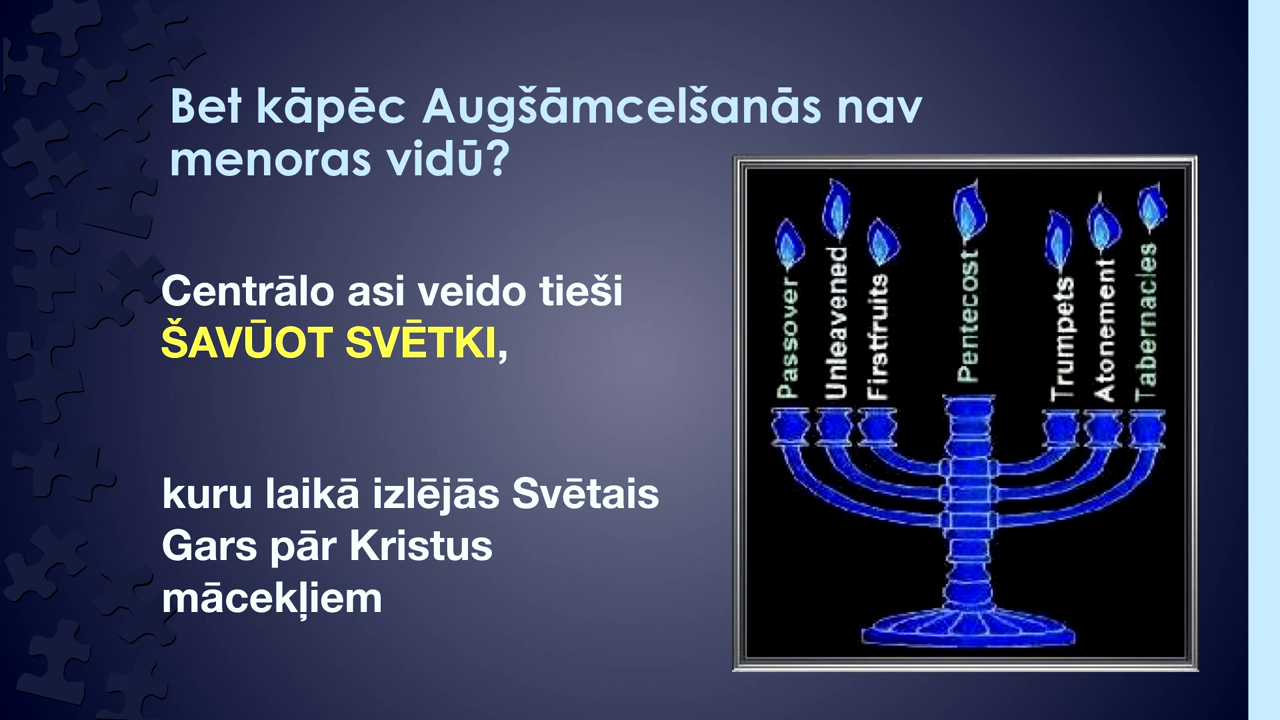 Bet kāpēc Augšāmcelšanās nav
menoras vidū?
Centrālo asi veido tieši
ŠAVŪOT SVĒTKI,
kuru laikā izlējās Svētais
Gars pār Kristus
mācekļiem
Passover
Unleavened
Firstfruits
Pentecost
Trumpets
Atonement
Tabernacles